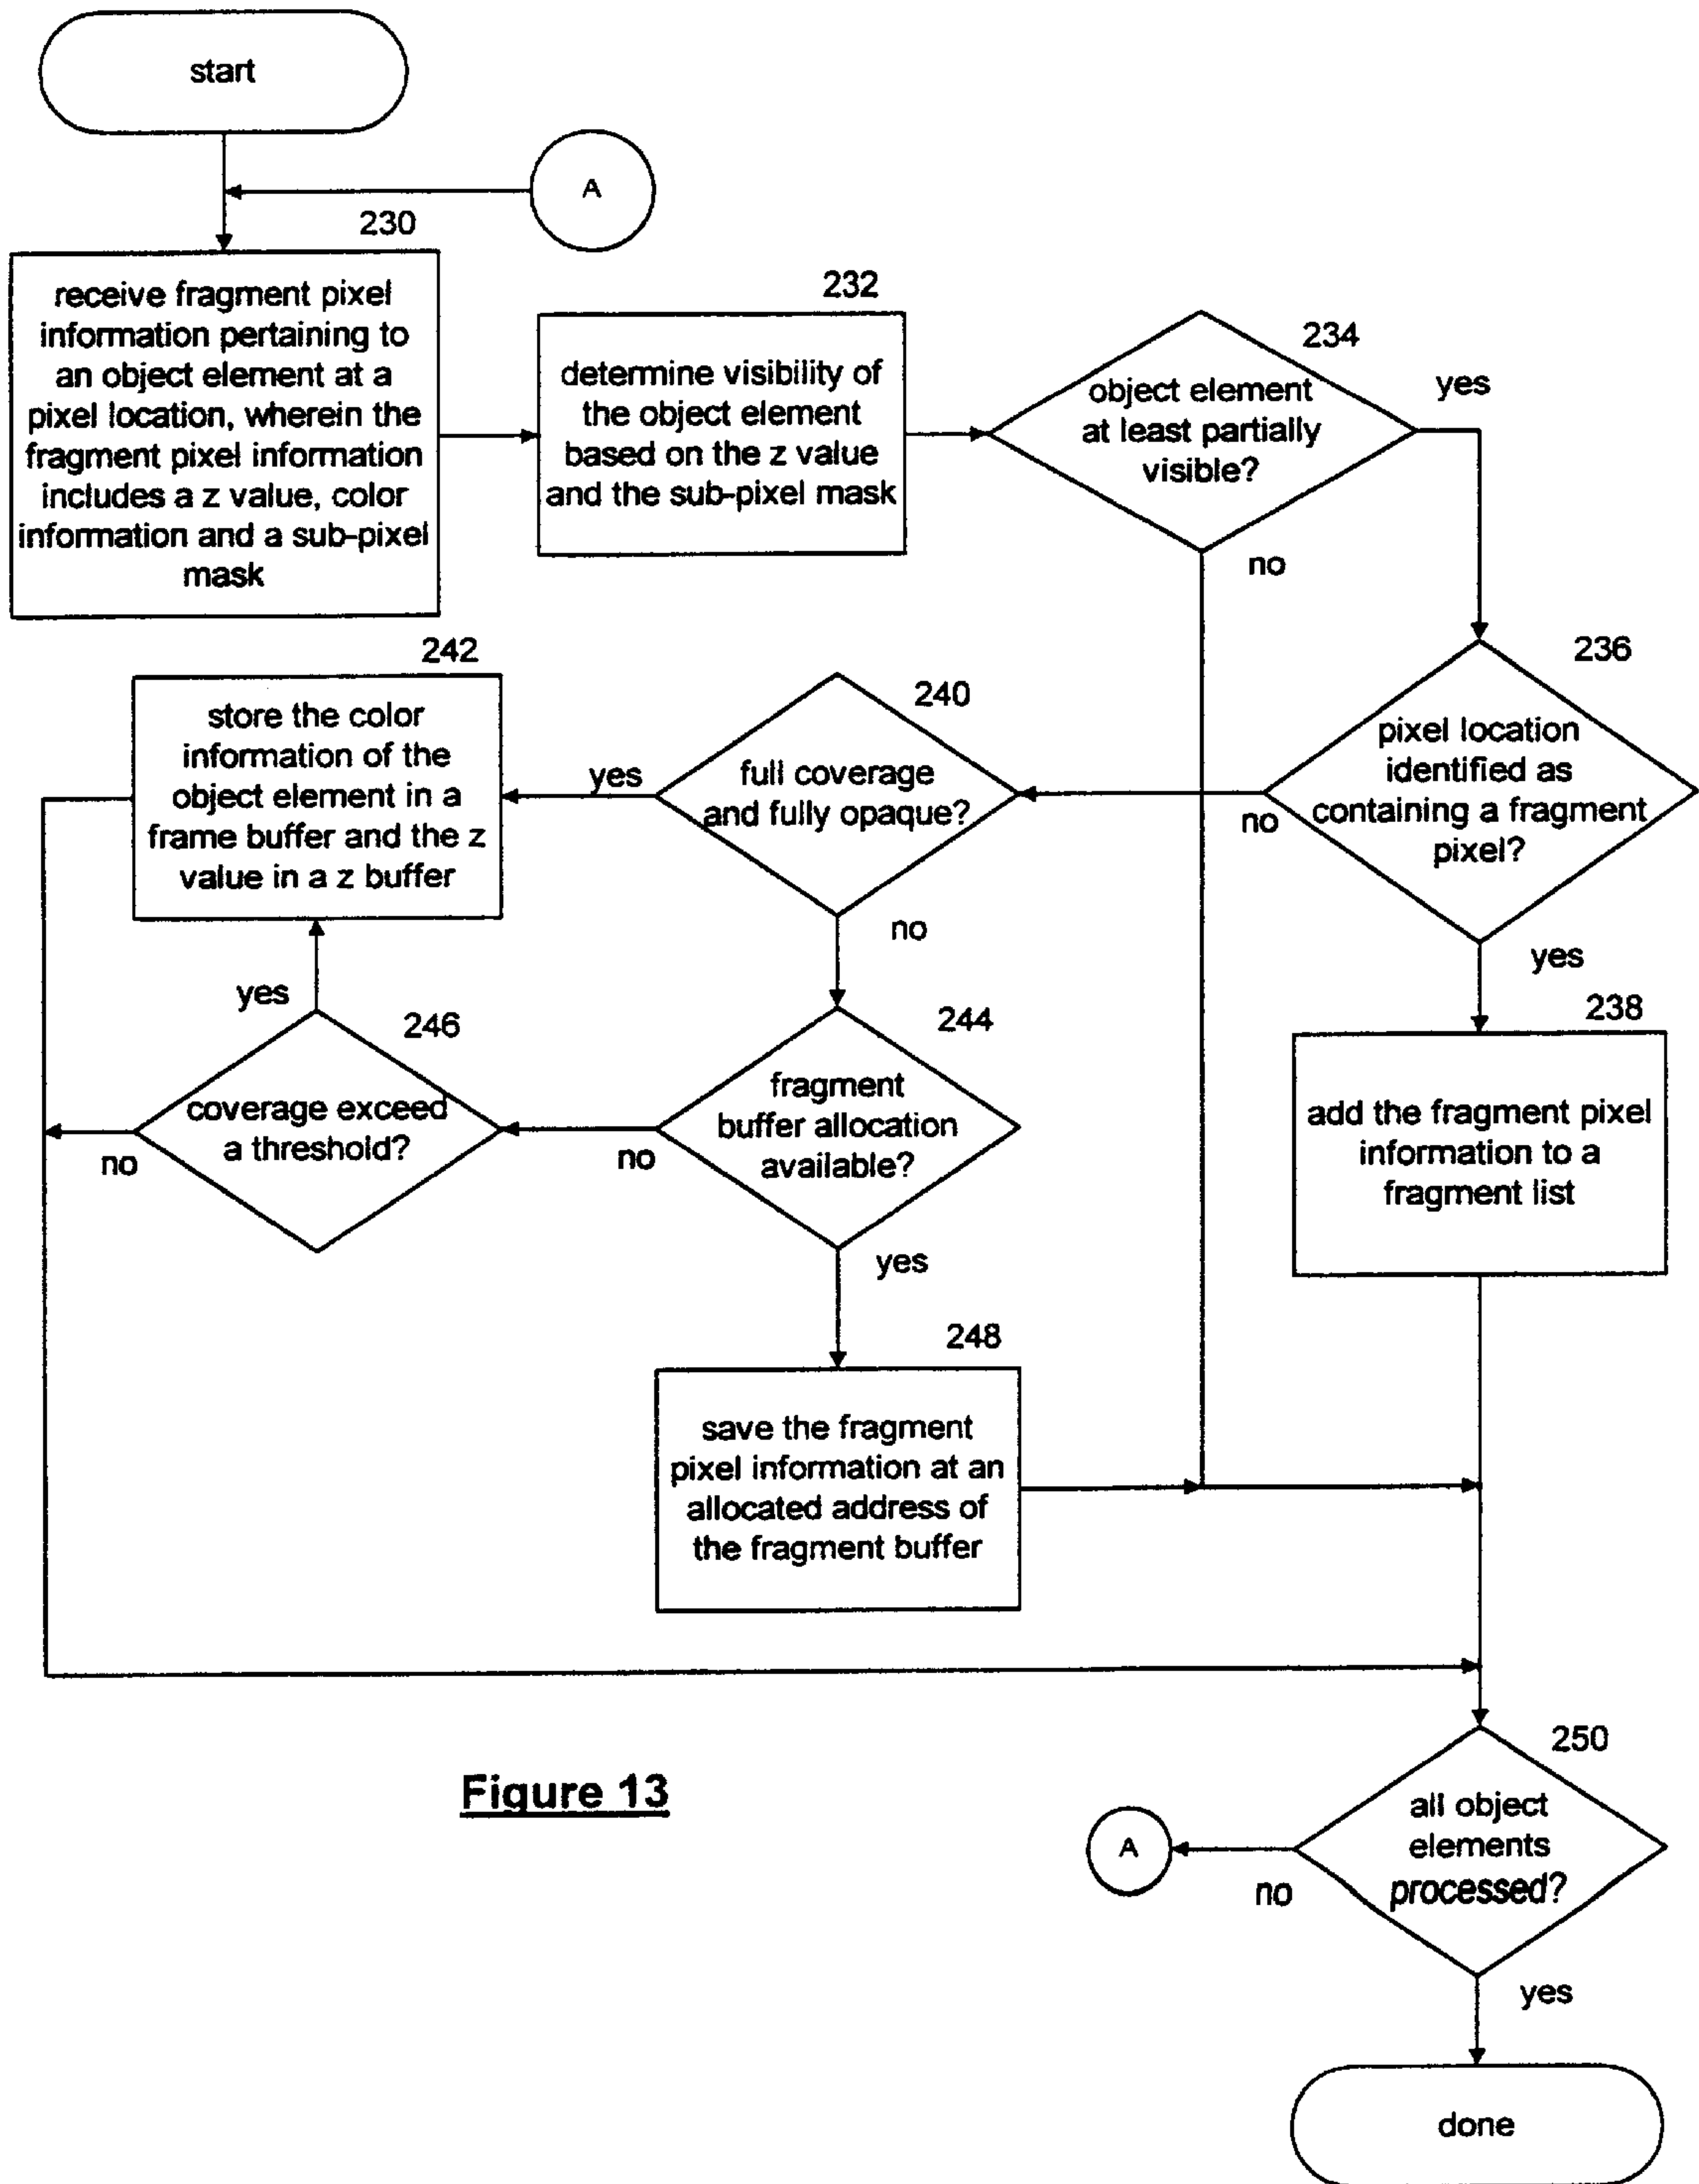 start
A
230
receive fragment pixel
information pertaining to
an object element at a
pixel location, wherein the
fragment pixel information
includes a z value, color
information and a sub-pixel
mask
232
determine visibility of
the object element
based on the z value
and the sub-pixel mask
234
object element
at least partially
visible?
yes
no
236
pixel location
identified as
containing a fragment
pixel?
no
yes
238
add the fragment pixel
information to a
fragment list
240
full coverage
and fully opaque?
yes
no
242
store the color
information of the
object element in a
frame buffer and the z
value in a z buffer
244
fragment
buffer allocation
available?
no
yes
246
coverage exceed
a threshold?
yes
no
248
save the fragment
pixel information at an
allocated address of
the fragment buffer
250
all object
elements
processed?
no
A
yes
done
Figure 13